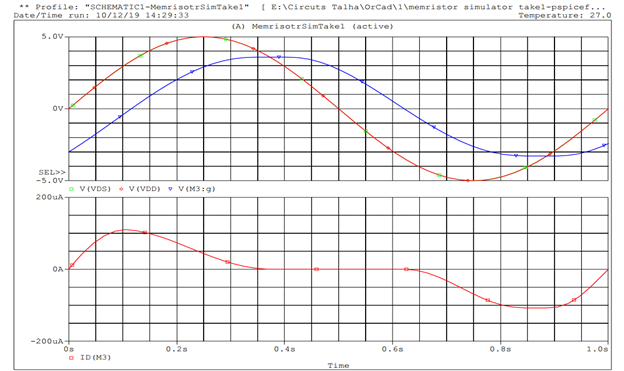 ** Profile: "SCHEMATIC1-MemrisotrSimTakel" [ E:\Circuts Talha\OrCad\1\memristor simulator takel-pspicef...
Date/Time run: 10/12/19 14:29:33 Temperature: 27.0
(A) MemrisotrSimTakel (active)
5.0V
0V
SEL>>
-5.0V
V(VDS) V(VDD) V(M3:g)
200uA
0A
-200uA
0s 0.2s 0.4s 0.6s 0.8s 1.0s
ID(M3)
Time